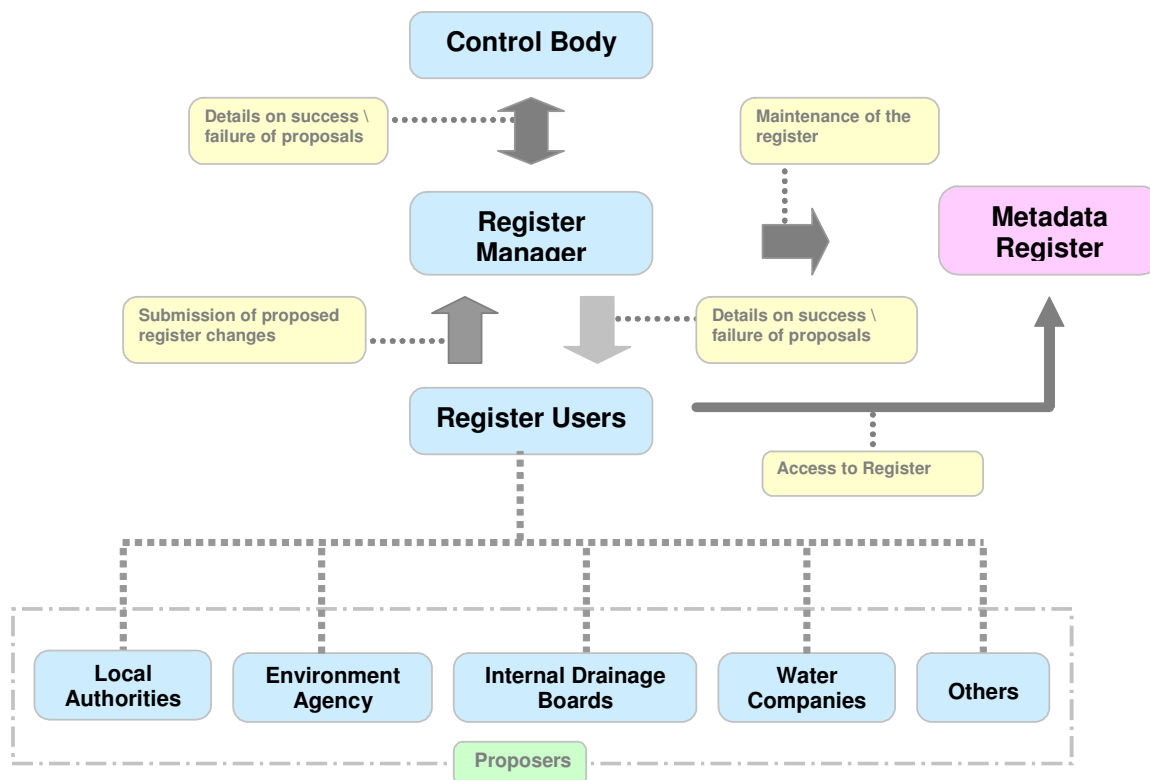 Control Body
Details on success \
failure of proposals
Maintenance of the
register
Register
Manager
Metadata
Register
Submission of proposed
register changes
Details on success \
failure of proposals
Register Users
Access to Register
Local
Authorities
Environment
Agency
Internal Drainage
Boards
Water
Companies
Others
Proposers